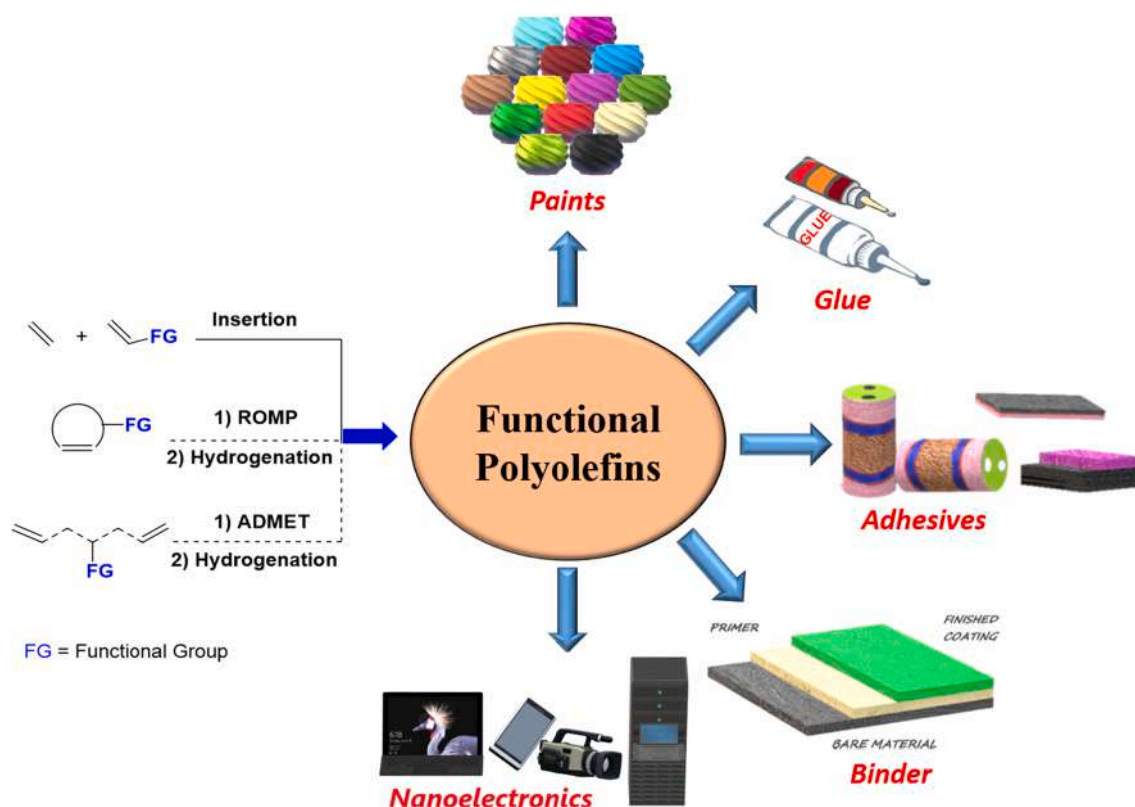 Paints
GLUE
Glue
+
FG
Insertion
FG
1) ROMP
2) Hydrogenation
FG
1) ADMET
2) Hydrogenation
FG = Functional Group
Functional
Polyolefins
Adhesives
PRIMER
FINISHED
COATING
BARE MATERIAL
Binder
Nanoelectronics